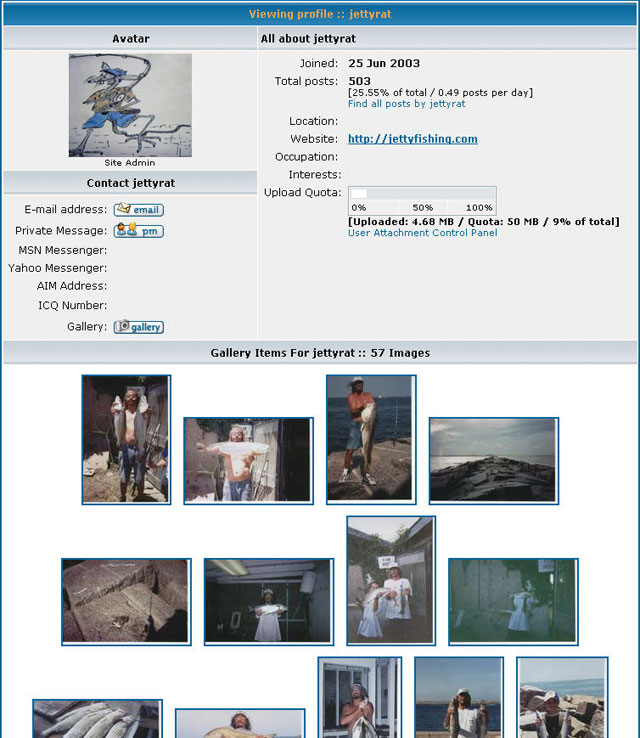 Viewing profile :: jettyrat
Avatar
All about jettyrat
Site Admin
Joined: 25 Jun 2003
Total posts: 503
[25.55% of total / 0.49 posts per day]
Find all posts by jettyrat
Location:
Website: http://jettyfishing.com
Occupation:
Interests:
Upload Quota:
0% 50% 100%
[Uploaded: 4.68 MB / Quota: 50 MB / 9% of total]
User Attachment Control Panel
Contact jettyrat
E-mail address: email
Private Message: pm
MSN Messenger:
Yahoo Messenger:
AIM Address:
ICQ Number:
Gallery: gallery
Gallery Items For jettyrat :: 57 Images